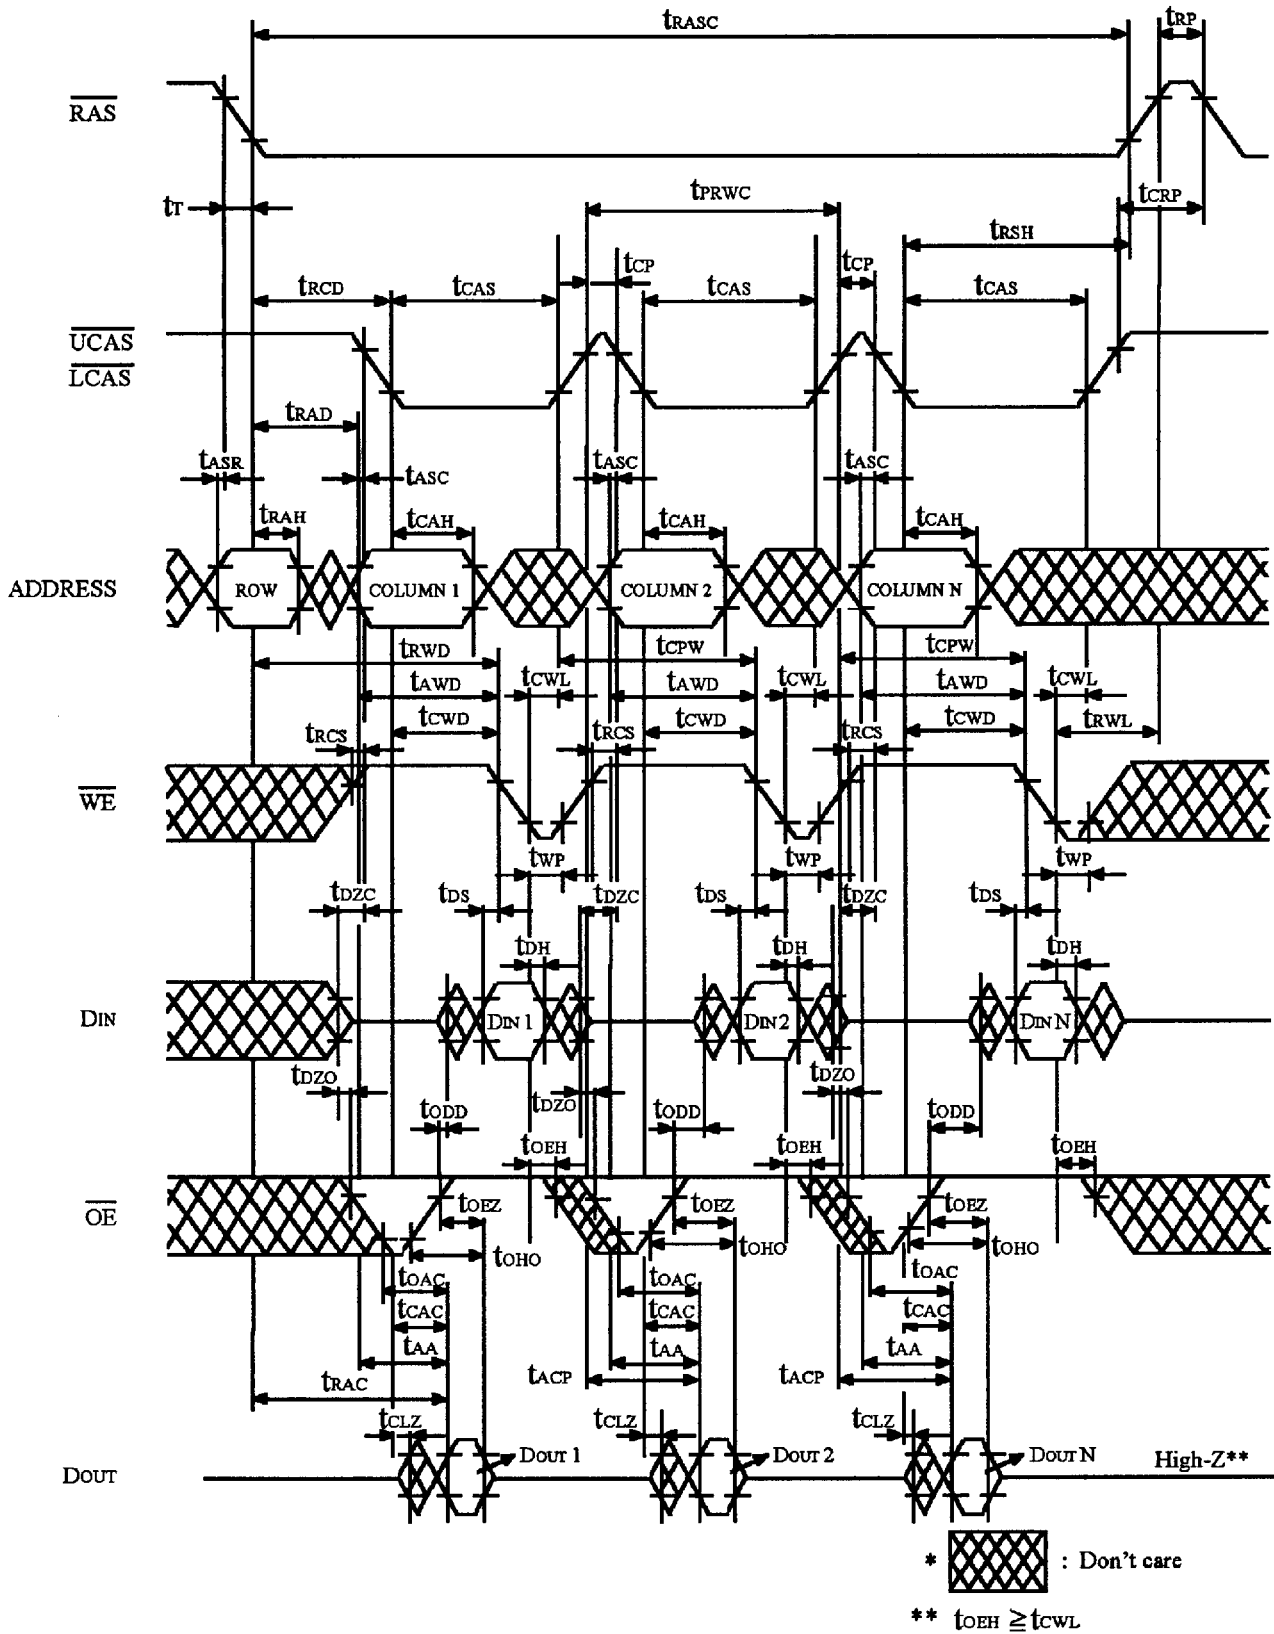 tRASC tRP
RAS
tT tPRWC tCRP
tRSH
tCP tCP
tRCD tCAS tCAS tCAS
UCAS
LCAS
tRAD
tASR tASC tASC tASC
tRAH tCAH tCAH tCAH
ADDRESS ROW COLUMN 1 COLUMN 2 COLUMN N
tRWD tCPW tCPW
tAWD tCWL tAWD tCWL tAWD tCWL
tRCS tCWD tRCS tCWD tRCS tCWD tRWL
WE
tWP tWP tWP
tDZC tDS tDZC tDS tDZC tDS
tDH tDH tDH
DIN DIN 1 DIN 2 DIN N
tDZO tDZO tDZO
tODD tODD tODD
tOEH tOEH tOEH
OE tOEZ tOEZ tOEZ
tOHO tOHO tOHO
tOAC tOAC tOAC
tCAC tCAC tCAC
tAA tAA tAA
tRAC tACP tACP
tCLZ tCLZ tCLZ
DOUT DOUT 1 DOUT 2 DOUT N High-Z**
* : Don't care
** tOEH ≧ tCWL